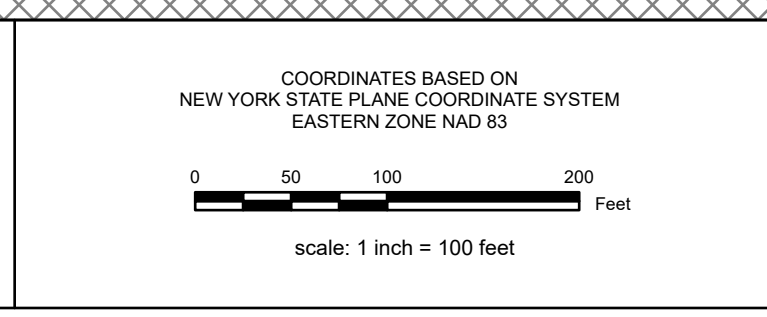 COORDINATES BASED ON
NEW YORK STATE PLANE COORDINATE SYSTEM
EASTERN ZONE NAD 83
0 50 100 200
Feet
scale: 1 inch = 100 feet